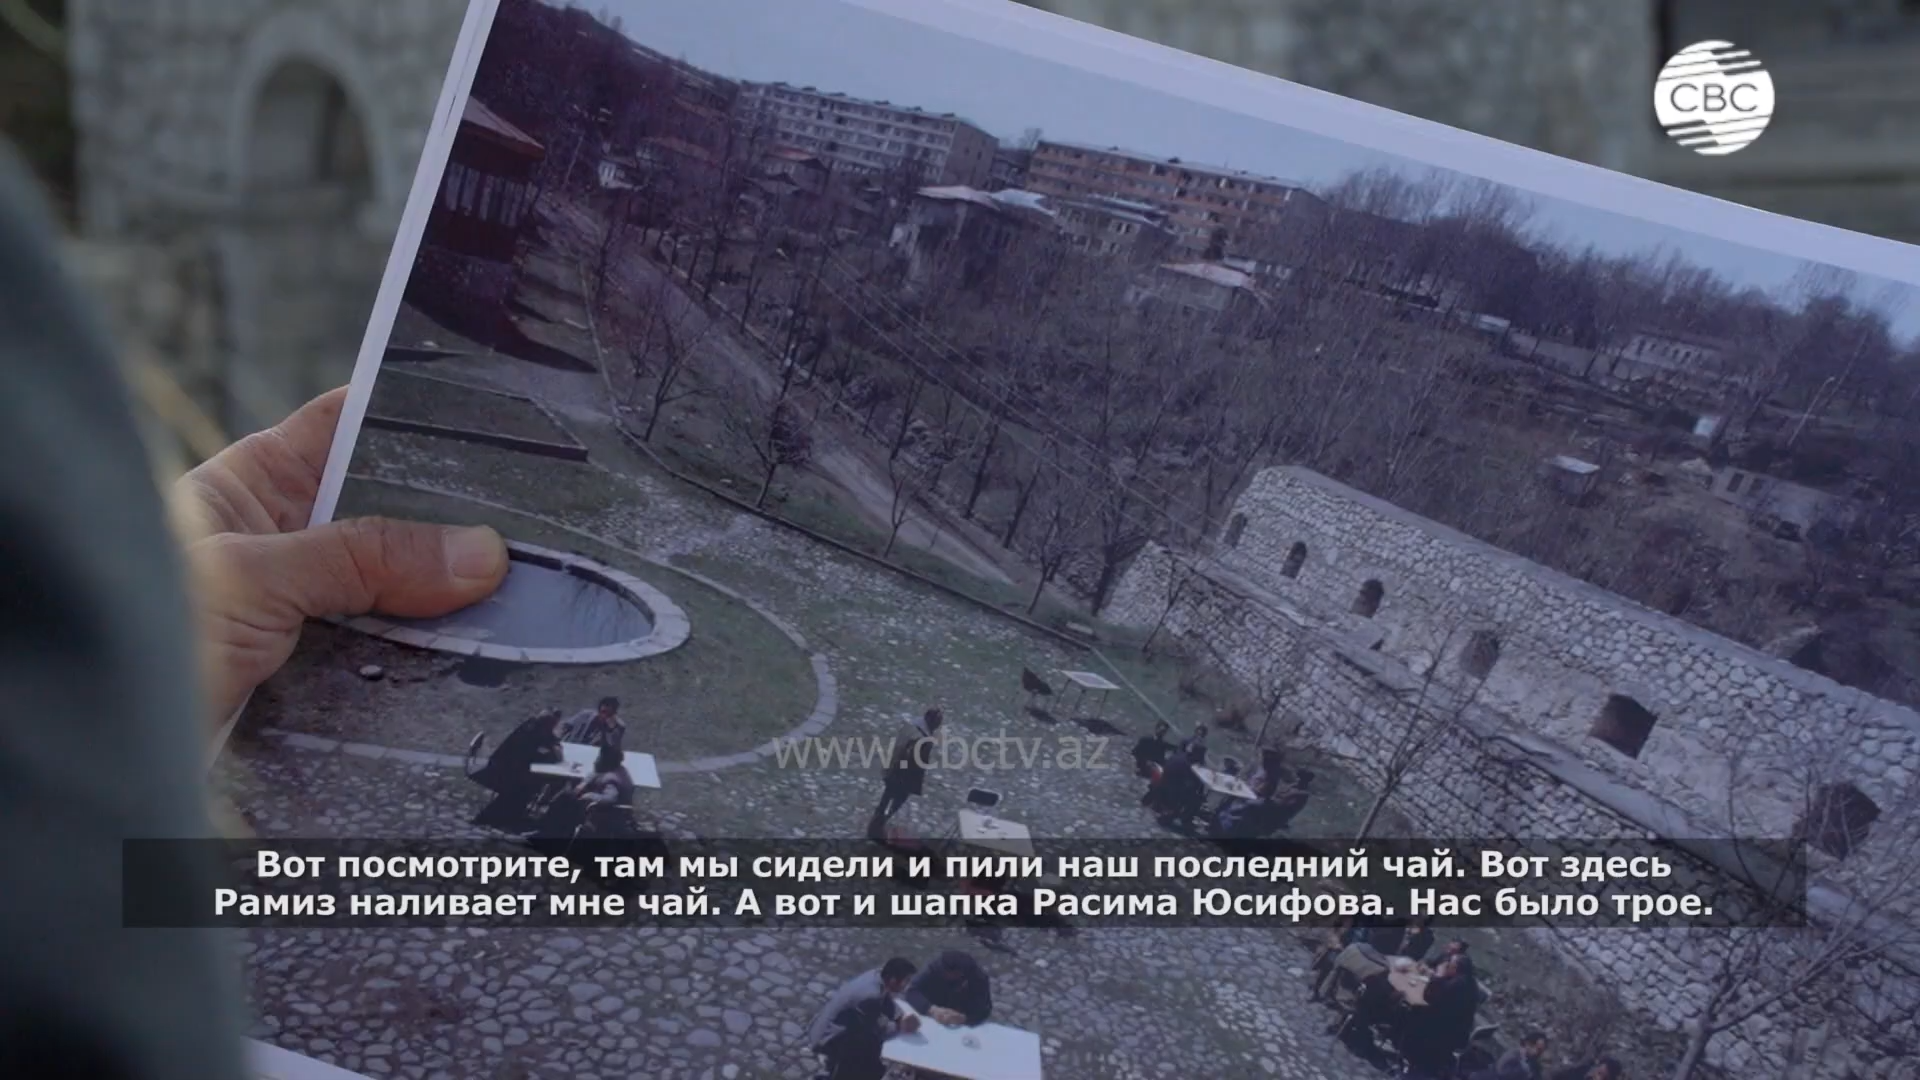 CBC
www.cbctv.az
Вот посмотрите, там мы сидели и пили наш последний чай. Вот здесь
Рамиз наливает мне чай. А вот и шапка Расима Юсифова. Нас было трое.